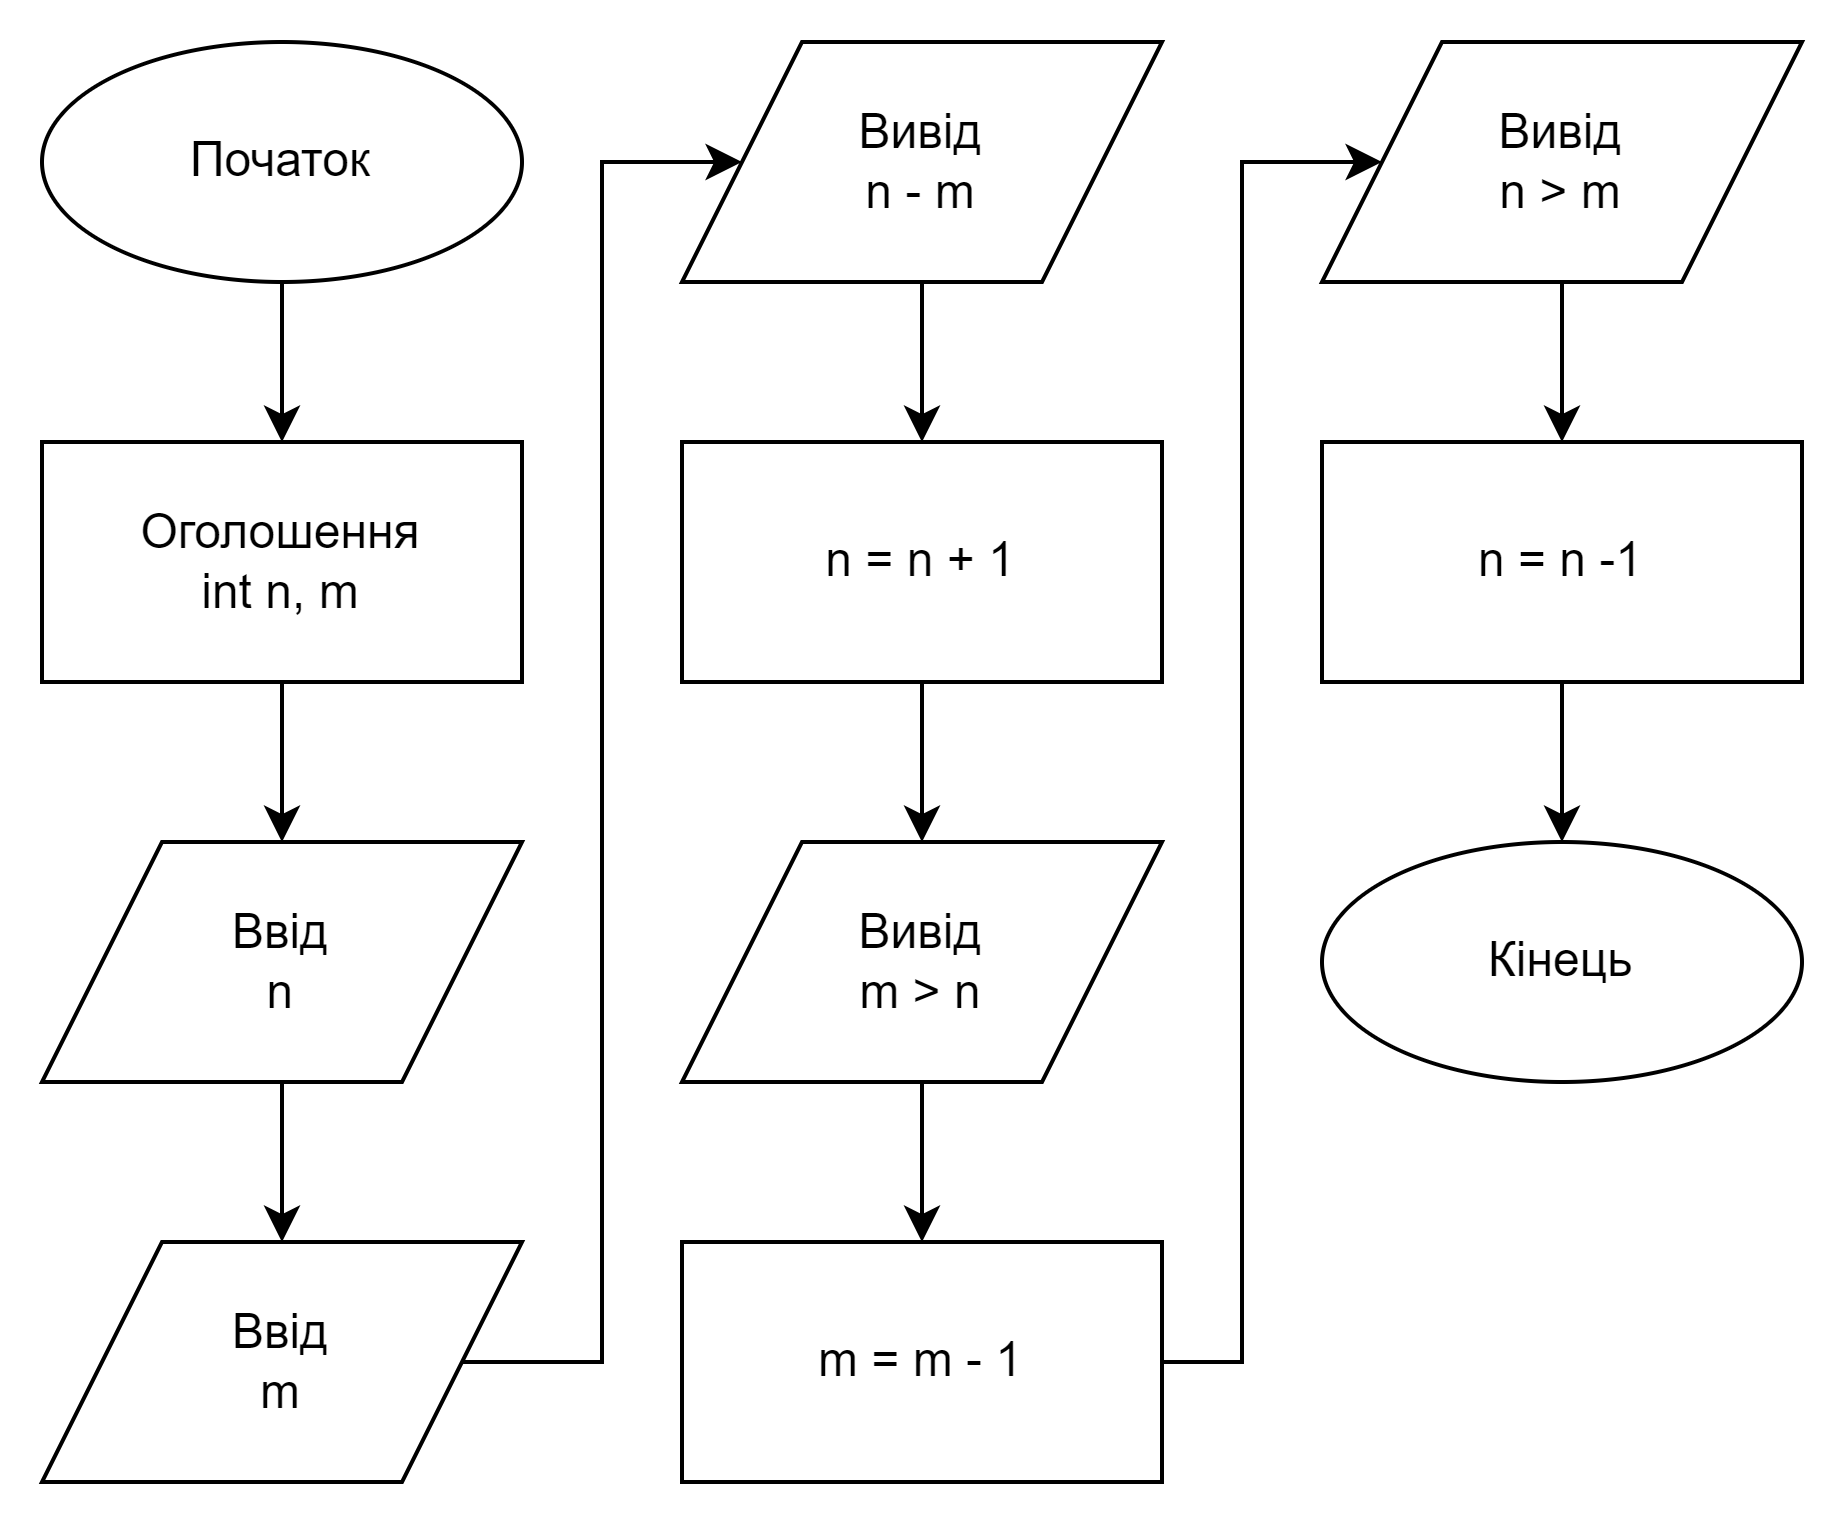 Початок
Оголошення
int n, m
Ввід
n
Ввід
m
Вивід
n - m
n = n + 1
Вивід
m > n
m = m - 1
Вивід
n > m
n = n -1
Кінець